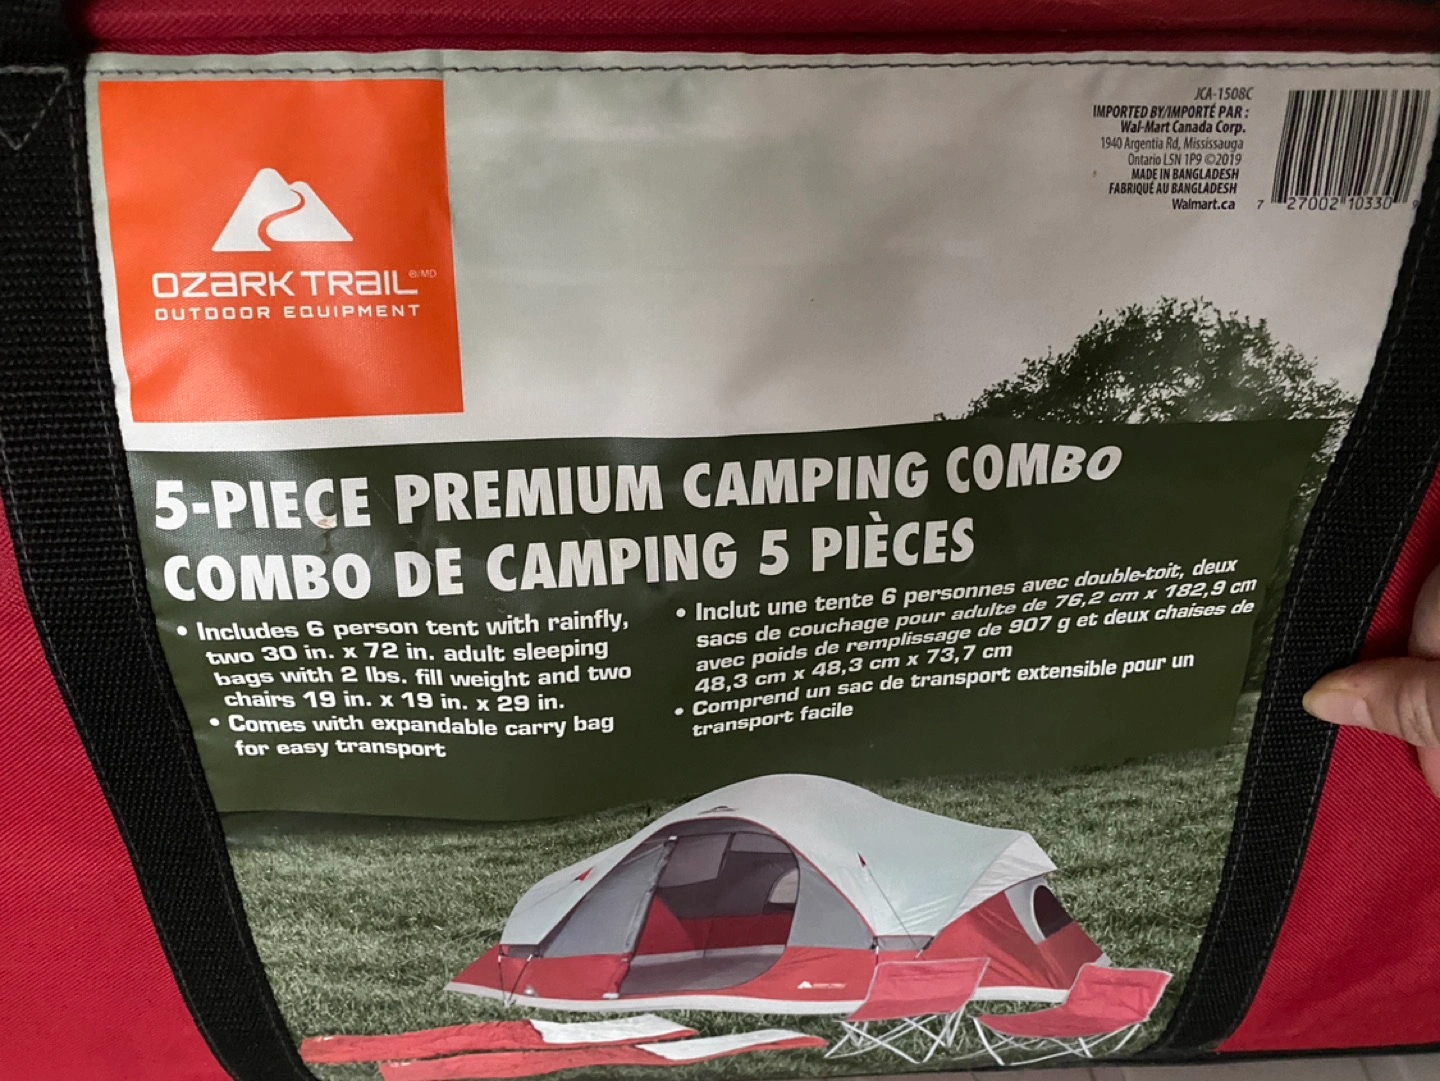 JCA-1508C
IMPORTED BY/IMPORTÉ PAR :
Wal-Mart Canada Corp.
1940 Argentia Rd, Mississauga
Ontario L5N 1P9 ©2019
MADE IN BANGLADESH
FABRIQUÉ AU BANGLADESH
Walmart.ca
7 27002 10330 9
OZARK TRAIL ®/MD
OUTDOOR EQUIPMENT
5-PIECE PREMIUM CAMPING COMBO
COMBO DE CAMPING 5 PIÈCES
• Includes 6 person tent with rainfly,
two 30 in. x 72 in. adult sleeping
bags with 2 lbs. fill weight and two
chairs 19 in. x 19 in. x 29 in.
• Comes with expandable carry bag
for easy transport
• Inclut une tente 6 personnes avec double-toit, deux
sacs de couchage pour adulte de 76,2 cm x 182,9 cm
avec poids de remplissage de 907 g et deux chaises de
48,3 cm x 48,3 cm x 73,7 cm
• Comprend un sac de transport extensible pour un
transport facile